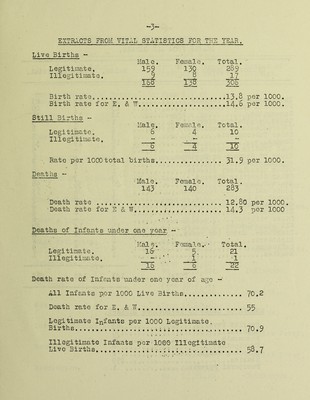 -3-
EXTRACTS FROM VITAL STATISTICS FOR THE YEAR.
Live Births -
Male. Female. Total.
Legitimate. 159 130 289
Illegitimate. 9 8 17
168 138 306
Birth rate..............................13.8 per 1000.
Birth rate for E. & W...................14.6 per 1000.
Still Births -
Male. Female. Total.
Legitimate. 6 4 10
Illegitimate. - - -
6 4 10
Rate per 1000 total births.............. 31.9 per 1000.
Deaths -
Male. Female. Total.
143 140 283
Death rate ............................. 12.80 per 1000.
Death rate for E & W.................... 14.3 per 1000
Deaths of Infants under one year -
Male. Female. Total.
Legitimate. 16 5 21
Illegitimate. - 1 1
16 6 22
Death rate of Infants under one year of age -
All Infants per 1000 Live Births.............. 70.2
Death rate for E. & W......................... 55
Legitimate Infants per 1000 Legitimate
Births........................................ 70.9
Illegitimate Infants per 1000 Illegitimate
Live Births................................... 58.7